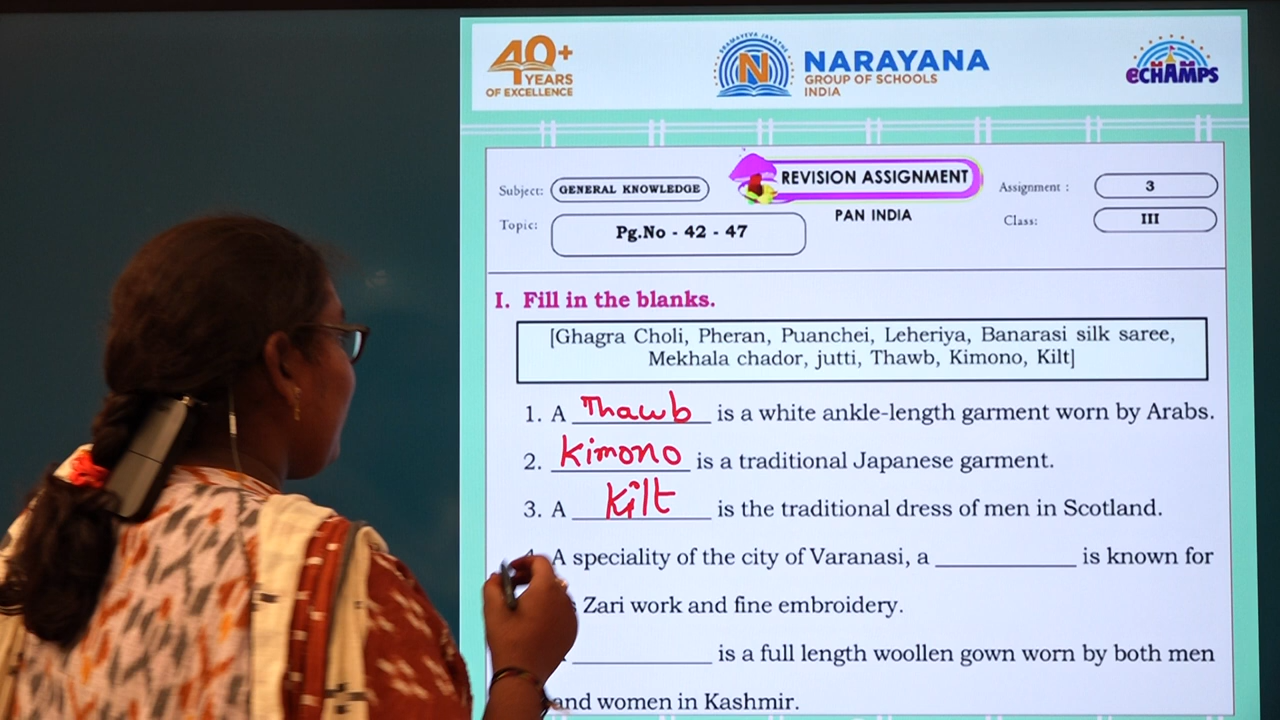 40+
YEARS
OF EXCELLENCE
NARAYANA
GROUP OF SCHOOLS
INDIA
eCHAMPS
Subject: GENERAL KNOWLEDGE
REVISION ASSIGNMENT
Assignment : 3
Topic: Pg.No - 42 - 47
PAN INDIA
Class: III
I. Fill in the blanks.
[Ghagra Choli, Pheran, Puanchei, Leheriya, Banarasi silk saree,
Mekhala chador, jutti, Thawb, Kimono, Kilt]
1. A Thawb is a white ankle-length garment worn by Arabs.
2. Kimono is a traditional Japanese garment.
3. A Kilt is the traditional dress of men in Scotland.
A speciality of the city of Varanasi, a ____________ is known for
Zari work and fine embroidery.
____________ is a full length woollen gown worn by both men
and women in Kashmir.